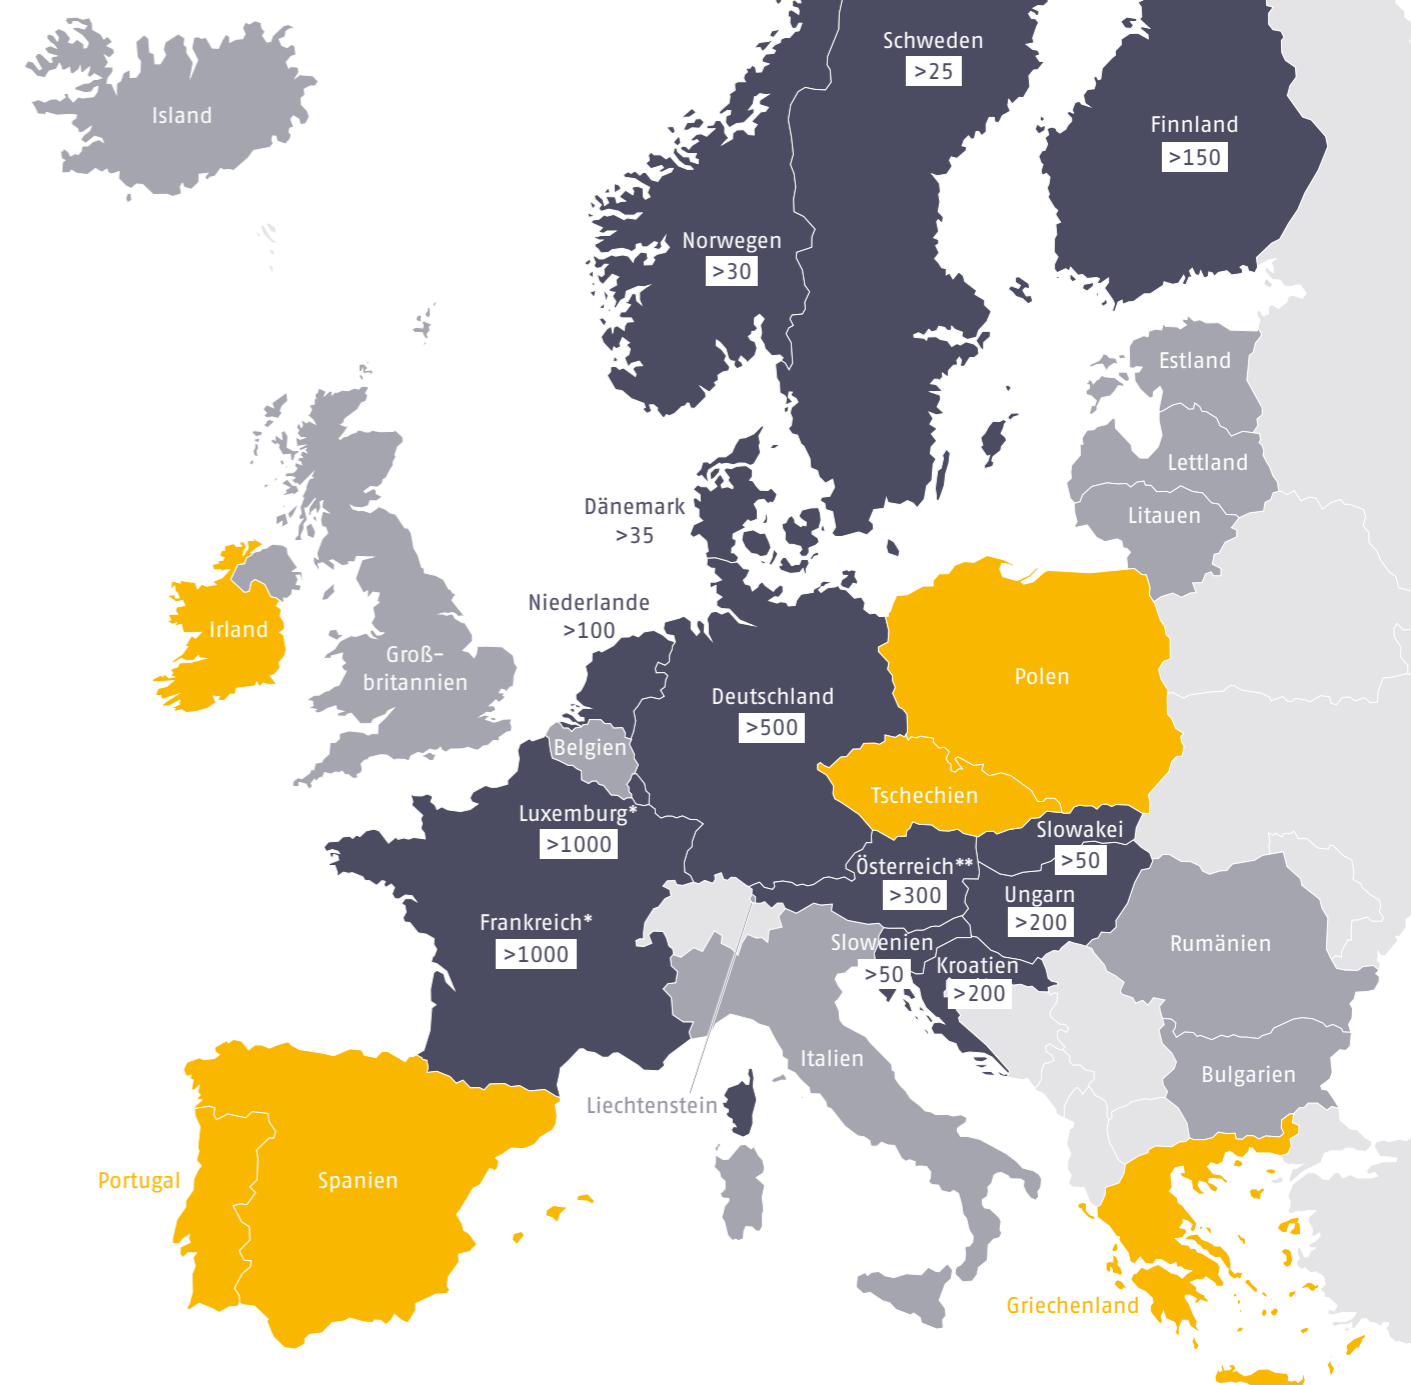 Schweden
>25
Island
Finnland
>150
Norwegen
>30
Estland
Lettland
Dänemark
>35
Litauen
Niederlande
>100
Irland
Groß-
britannien
Polen
Deutschland
>500
Belgien
Tschechien
Luxemburg*
>1000
Slowakei
>50
Österreich**
>300
Ungarn
>200
Frankreich*
>1000
Slowenien
>50
Rumänien
Kroatien
>200
Italien
Bulgarien
Liechtenstein
Portugal
Spanien
Griechenland